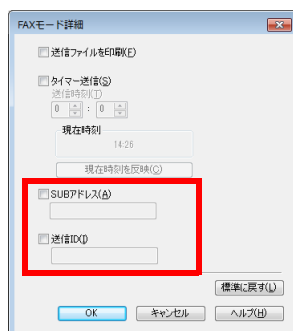 FAXモード詳細
送信ファイルを印刷(F)
タイマー送信(S)
送信時刻(T)
0 : 0
現在時刻
14:26
現在時刻を反映(C)
SUBアドレス(A)
送信ID(I)
標準に戻す(L)
OK キャンセル ヘルプ(H)